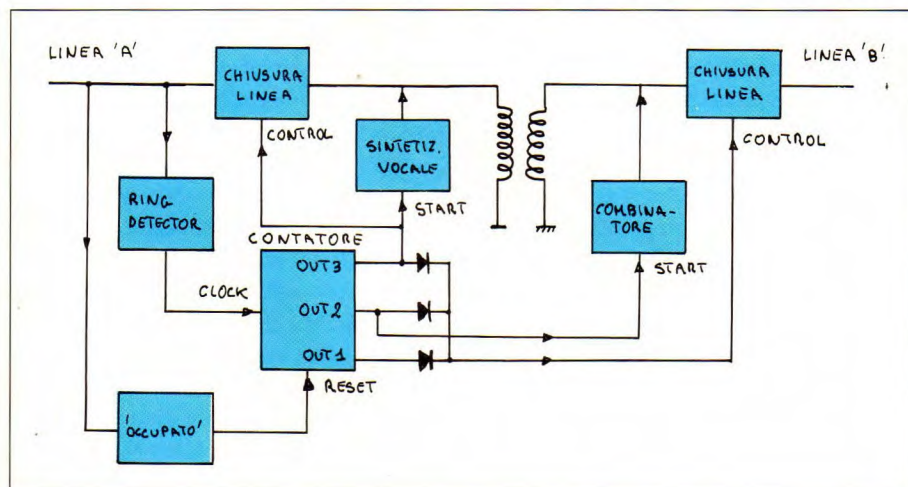 LINEA 'A'
CHIUSURA
LINEA
LINEA 'B'
CHIUSURA
LINEA
CONTROL
SINTETIZ.
VOCALE
CONTROL
RING
DETECTOR
START
COMBINA-
TORE
CONTATORE
START
OUT3
CLOCK
OUT2
OUT1
RESET
'OCCUPATO'